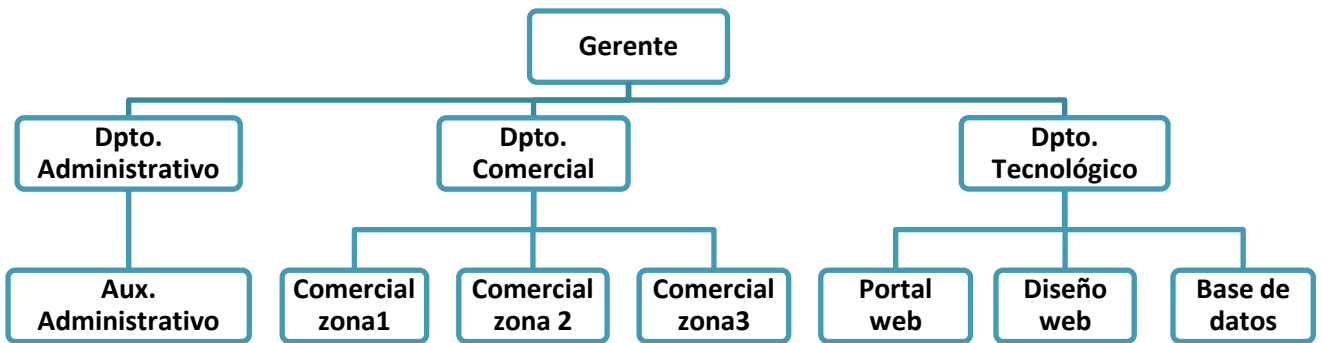 Gerente
Dpto.
Administrativo
Dpto.
Comercial
Dpto.
Tecnológico
Aux.
Administrativo
Comercial
zona1
Comercial
zona 2
Comercial
zona3
Portal
web
Diseño
web
Base de
datos